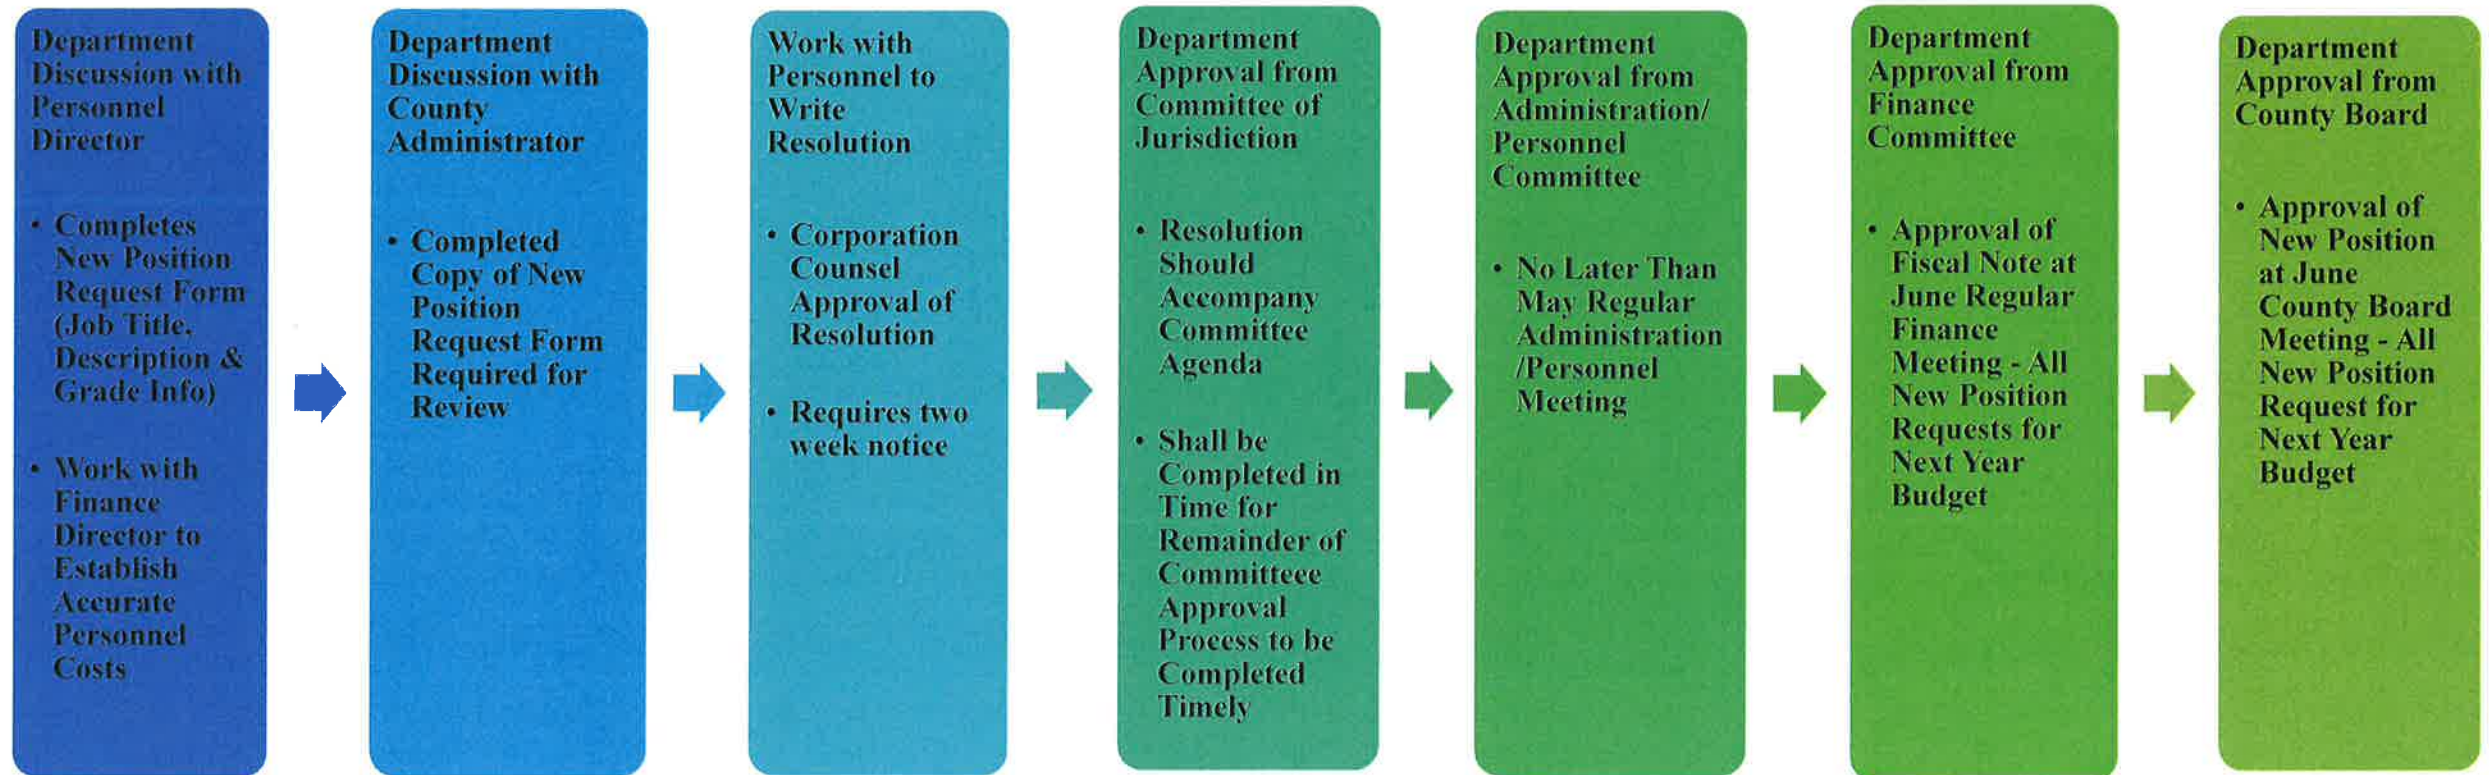 Department
Discussion with
Personnel
Director
• Completes
New Position
Request Form
(Job Title,
Description &
Grade Info)
• Work with
Finance
Director to
Establish
Accurate
Personnel
Costs
Department
Discussion with
County
Administrator
• Completed
Copy of New
Position
Request Form
Required for
Review
Work with
Personnel to
Write
Resolution
• Corporation
Counsel
Approval of
Resolution
• Requires two
week notice
Department
Approval from
Committee of
Jurisdiction
• Resolution
Should
Accompany
Committee
Agenda
• Shall be
Completed in
Time for
Remainder of
Committeee
Approval
Process to be
Completed
Timely
Department
Approval from
Administration/
Personnel
Committee
• No Later Than
May Regular
Administration
/Personnel
Meeting
Department
Approval from
Finance
Committee
• Approval of
Fiscal Note at
June Regular
Finance
Meeting - All
New Position
Requests for
Next Year
Budget
Department
Approval from
County Board
• Approval of
New Position
at June
County Board
Meeting - All
New Position
Request for
Next Year
Budget